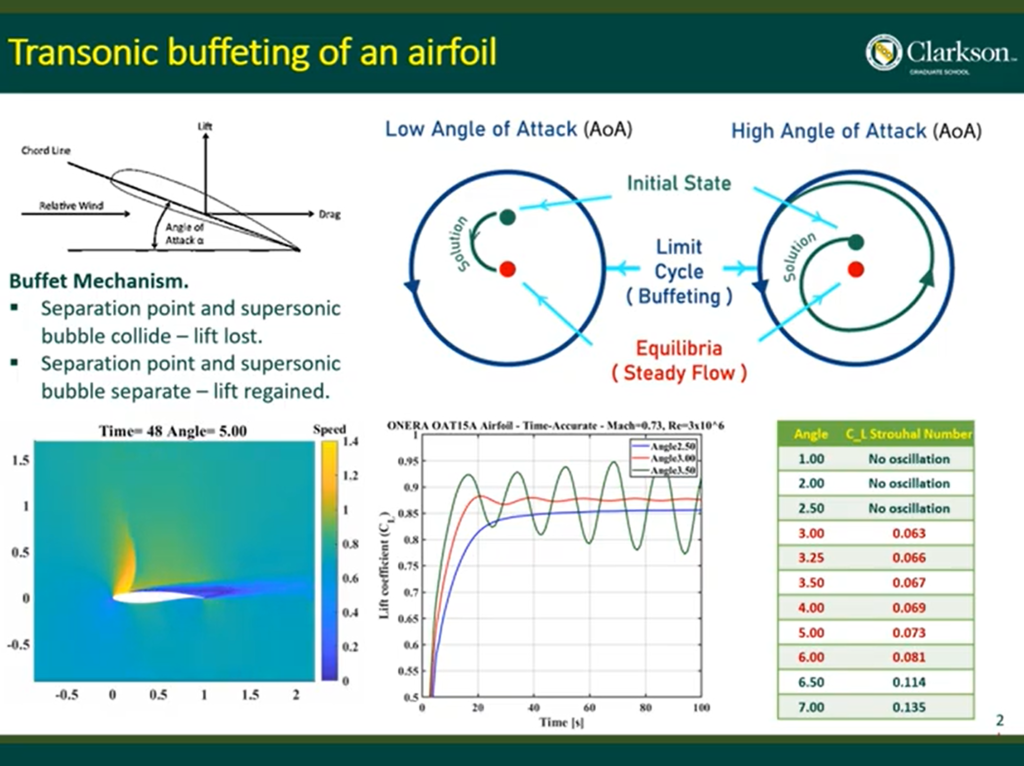 Transonic buffeting of an airfoil
Clarkson
GRADUATE SCHOOL
Lift
Chord Line
Relative Wind
Drag
Angle of
Attack α
Buffet Mechanism.
▪ Separation point and supersonic
bubble collide – lift lost.
▪ Separation point and supersonic
bubble separate – lift regained.
Low Angle of Attack (AoA)
High Angle of Attack (AoA)
Initial State
Solution
Solution
Limit
Cycle
( Buffeting )
Equilibria
( Steady Flow )
Time= 48 Angle= 5.00
Speed
1.4
1.2
1
0.8
0.6
0.4
0.2
0
1.5
1
0.5
0
-0.5
-0.5 0 0.5 1 1.5 2
ONERA OAT15A Airfoil - Time-Accurate - Mach=0.73, Re=3x10^6
Angle2.50
Angle3.00
Angle3.50
Lift coefficient (C_L)
1
0.95
0.9
0.85
0.8
0.75
0.7
0.65
0.6
0.55
0.5
0 20 40 60 80 100
Time [s]
Angle C_L Strouhal Number
1.00 No oscillation
2.00 No oscillation
2.50 No oscillation
3.00 0.063
3.25 0.066
3.50 0.067
4.00 0.069
5.00 0.073
6.00 0.081
6.50 0.114
7.00 0.135
2